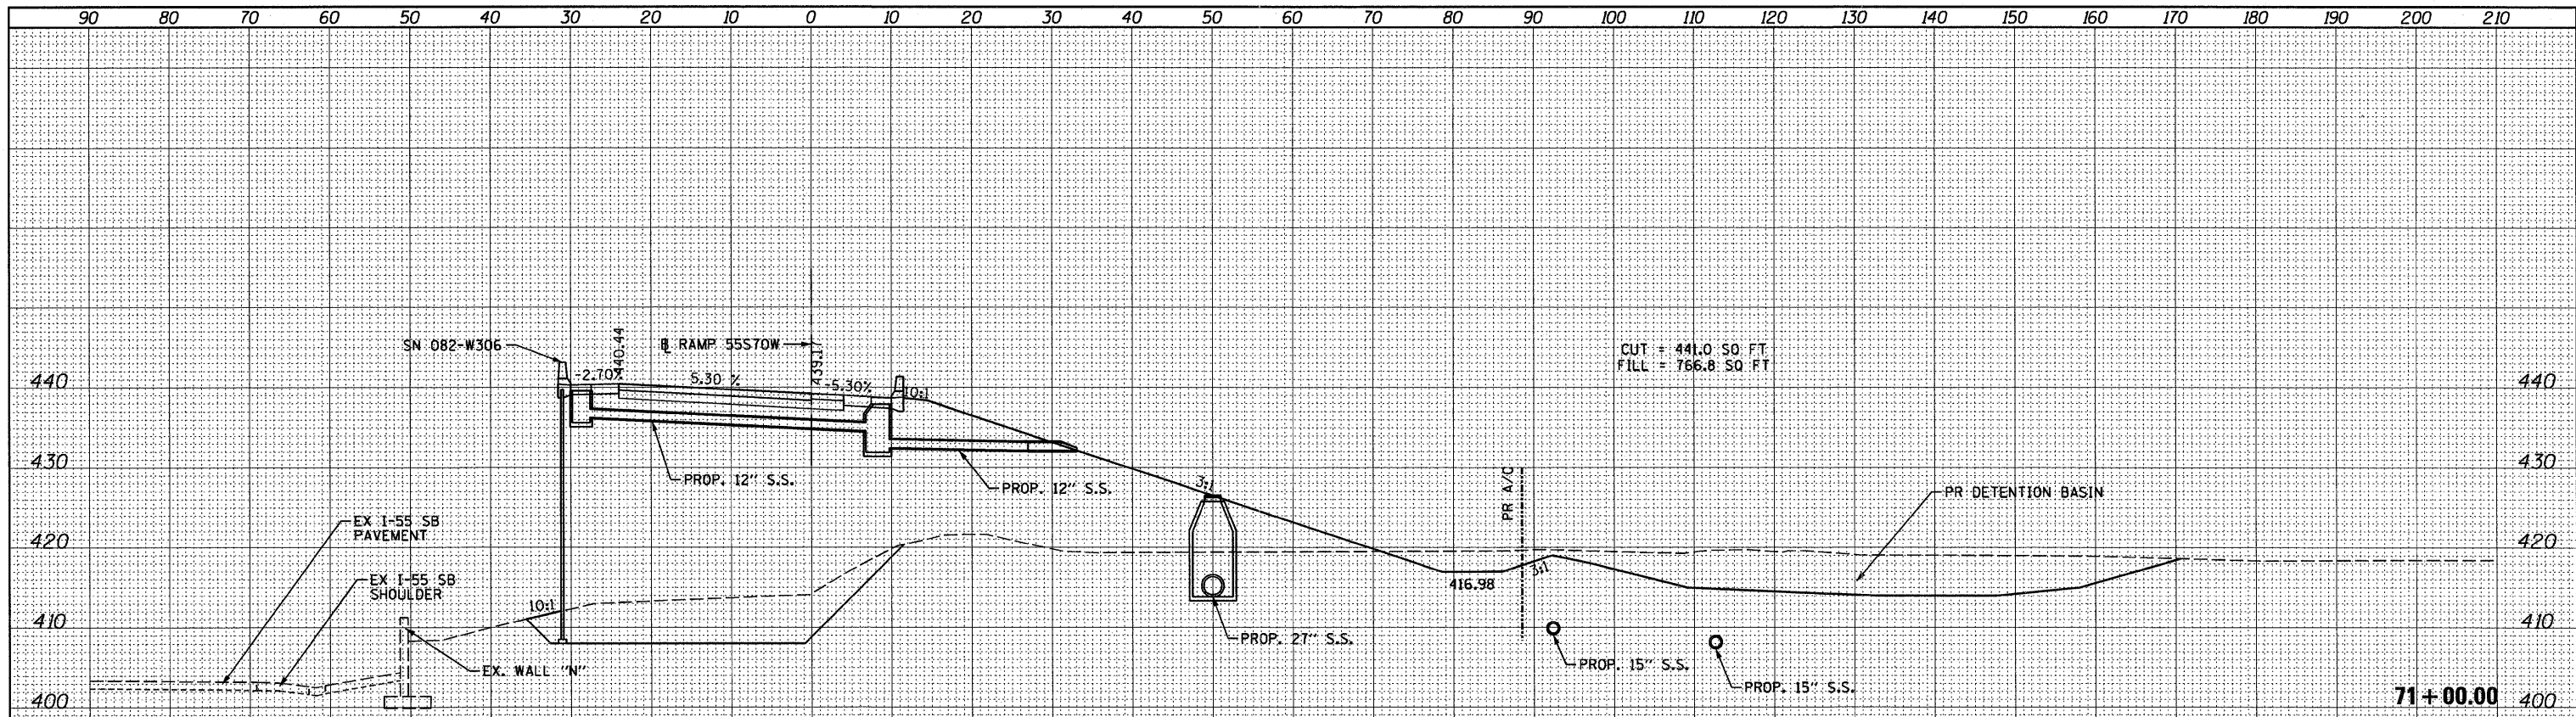 90 80 70 60 50 40 30 20 10 0 10 20 30 40 50 60 70 80 90 100 110 120 130 140 150 160 170 180 190 200 210
SN 082-W306
440.44
℄ RAMP 55S70W
439.1
CUT = 441.0 SQ FT
FILL = 766.8 SQ FT
-2.70%
5.30 %
-5.30%
10:1
440
440
430
430
PROP. 12" S.S.
PROP. 12" S.S.
3:1
PR A/C
PR DETENTION BASIN
EX I-55 SB
PAVEMENT
420
420
EX I-55 SB
SHOULDER
416.98
3:1
10:1
410
410
PROP. 27" S.S.
EX. WALL "N"
PROP. 15" S.S.
PROP. 15" S.S.
400
71+00.00
400